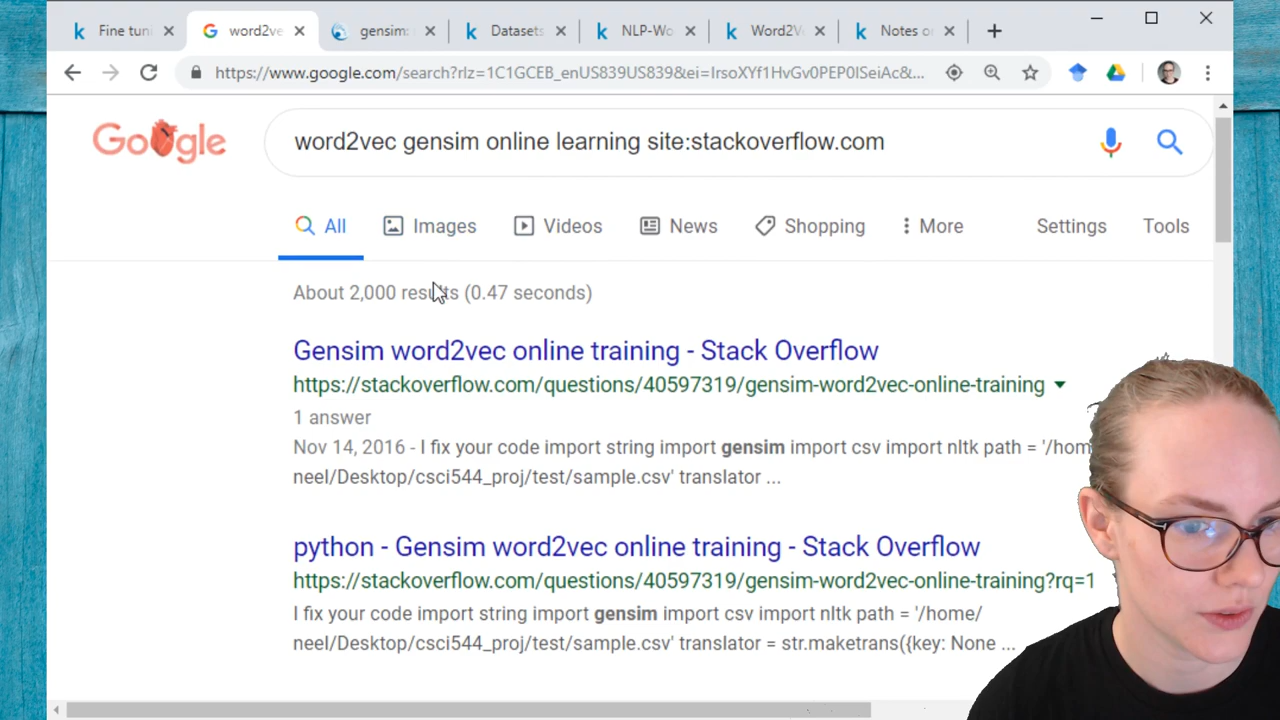 Fine tun
word2ve
gensim:
Datasets
NLP-Wo
Word2V
Notes o
https://www.google.com/search?rlz=1C1GCEB_enUS839US839&ei=IrsoXYf1HvGv0PEP0ISeiAc&...
Google
word2vec gensim online learning site:stackoverflow.com
All
Images
Videos
News
Shopping
More
Settings
Tools
About 2,000 results (0.47 seconds)
Gensim word2vec online training - Stack Overflow
https://stackoverflow.com/questions/40597319/gensim-word2vec-online-training
1 answer
Nov 14, 2016 - I fix your code import string import gensim import csv import nltk path = '/hom
neel/Desktop/csci544_proj/test/sample.csv' translator ...
python - Gensim word2vec online training - Stack Overflow
https://stackoverflow.com/questions/40597319/gensim-word2vec-online-training?rq=1
I fix your code import string import gensim import csv import nltk path = '/home/
neel/Desktop/csci544_proj/test/sample.csv' translator = str.maketrans({key: None ...